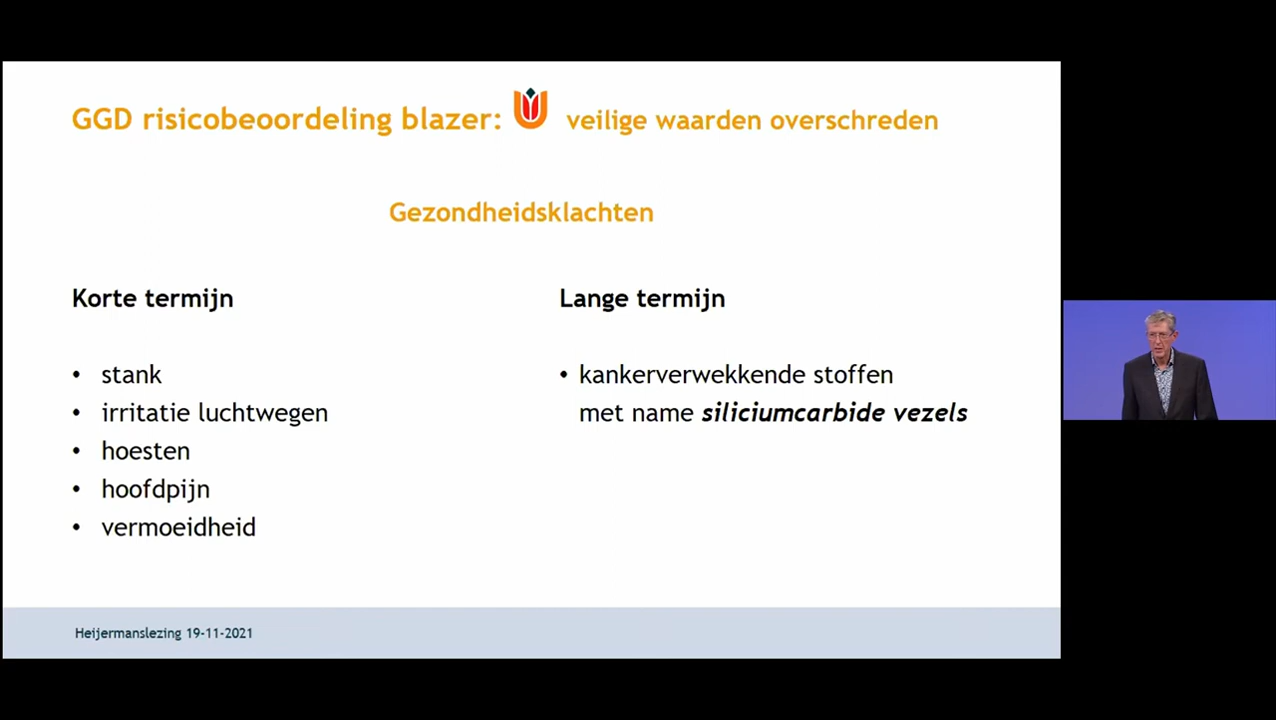 GGD risicobeoordeling blazer: veilige waarden overschreden
Gezondheidsklachten
Korte termijn
• stank
• irritatie luchtwegen
• hoesten
• hoofdpijn
• vermoeidheid
Lange termijn
• kankerverwekkende stoffen
met name siliciumcarbide vezels
Heijermanslezing 19-11-2021